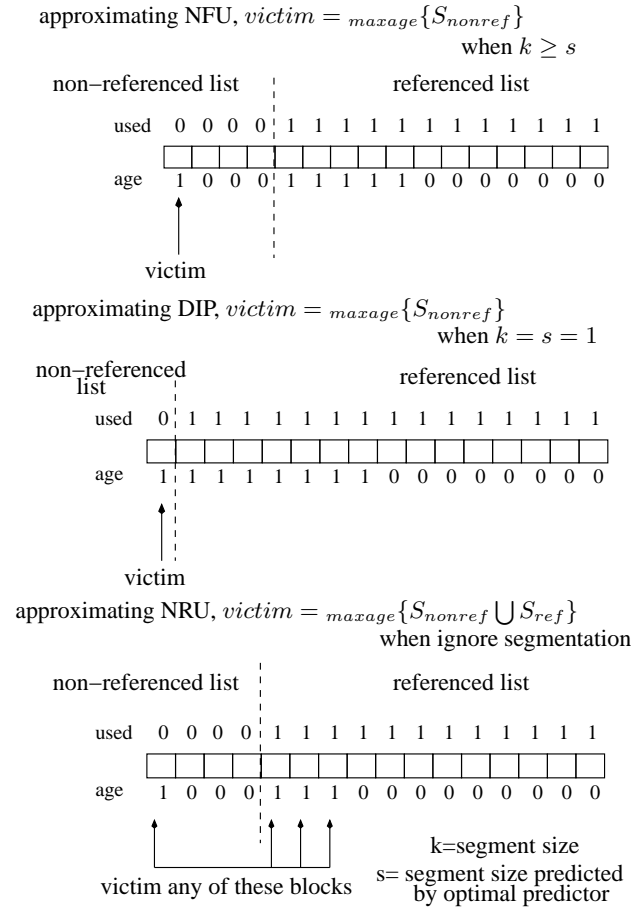 approximating NFU, victim = maxage{S_nonref}
when k ≥ s
non–referenced list referenced list
used 0 0 0 0 1 1 1 1 1 1 1 1 1 1 1 1
age 1 0 0 0 1 1 1 1 1 0 0 0 0 0 0 0
victim
approximating DIP, victim = maxage{S_nonref}
when k = s = 1
non–referenced
list
referenced list
used 0 1 1 1 1 1 1 1 1 1 1 1 1 1 1 1
age 1 1 1 1 1 1 1 1 0 0 0 0 0 0 0 0
victim
approximating NRU, victim = maxage{S_nonref ⋃ S_ref}
when ignore segmentation
non–referenced list referenced list
used 0 0 0 0 1 1 1 1 1 1 1 1 1 1 1 1
age 1 0 0 0 1 1 1 0 0 0 0 0 0 0 0 0
victim any of these blocks
k=segment size
s= segment size predicted
by optimal predictor